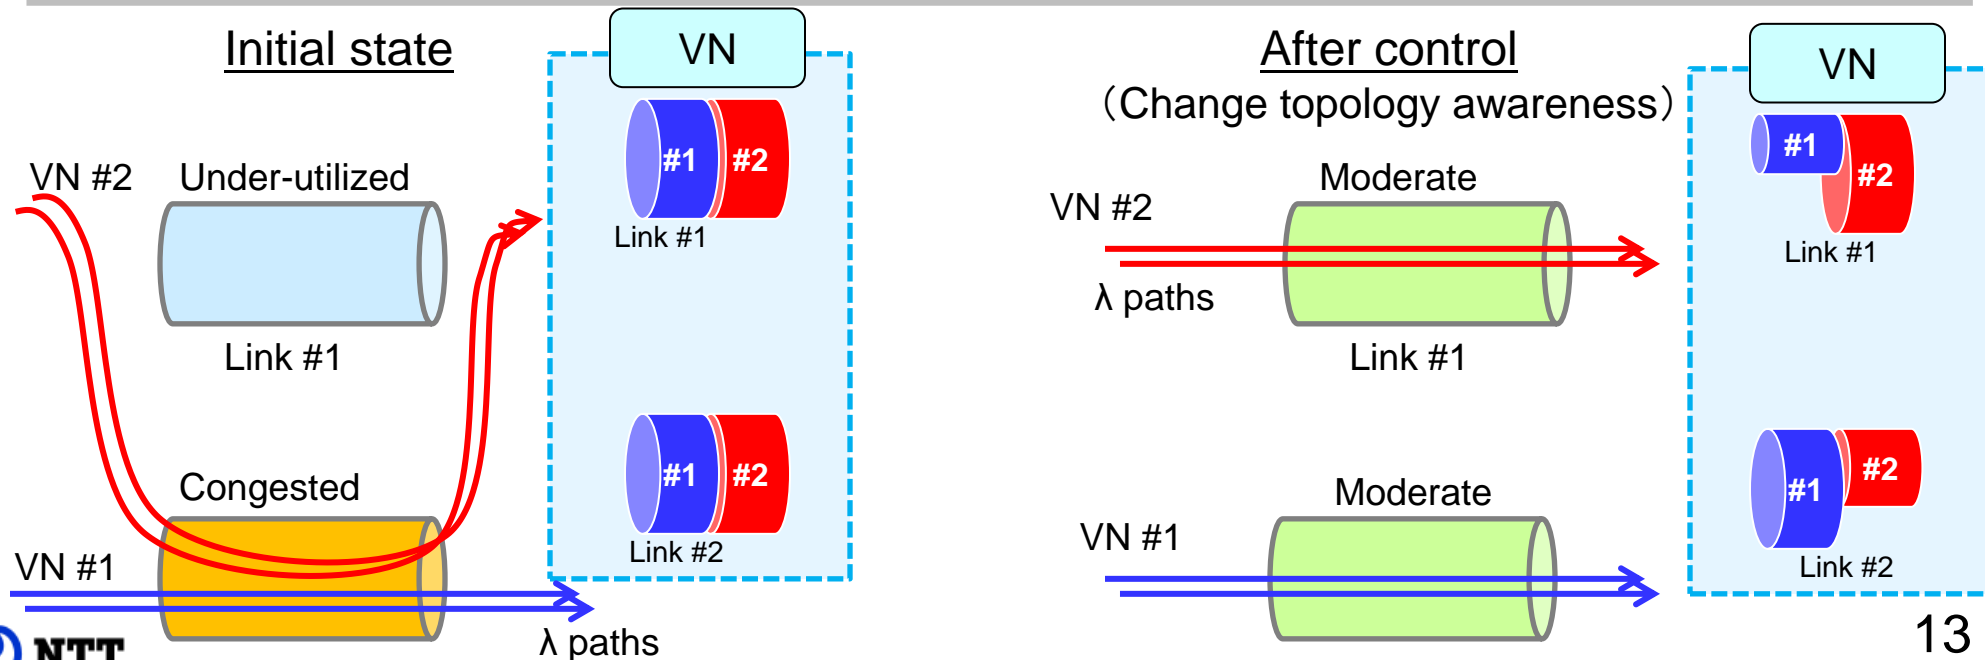 Initial state
VN
VN #2
Under-utilized
#1
#2
Link #1
Link #1
Congested
#1
#2
Link #2
VN #1
λ paths
NTT
After control
（Change topology awareness）
VN
#1
#2
Link #1
Moderate
VN #2
λ paths
Link #1
Moderate
VN #1
#1
#2
Link #2
13